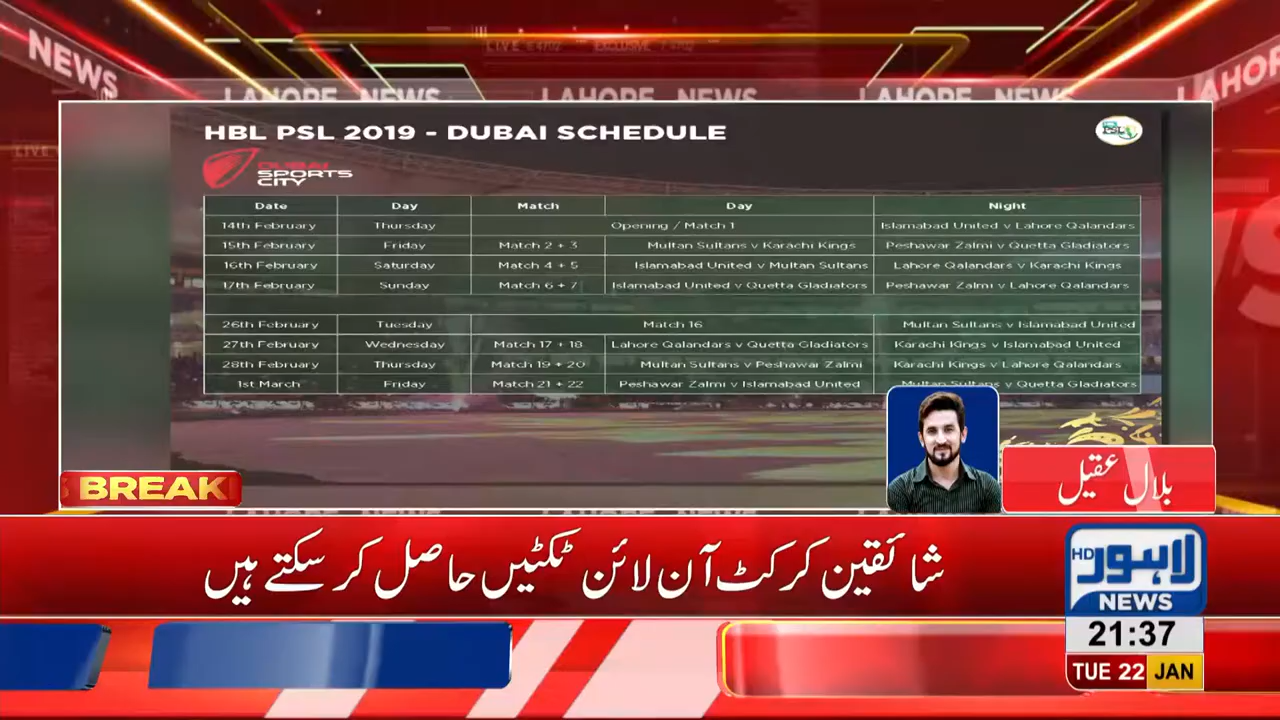 NEWS
LAHORE NEWS
LAHORE NEWS
LAHORE NEWS
LAHORE
LIVE
HBL PSL 2019 - DUBAI SCHEDULE
PSL
DUBAI
SPORTS
CITY
Date Day Match Day Night
14th February Thursday Opening / Match 1 Islamabad United v Lahore Qalandars
15th February Friday Match 2 + 3 Multan Sultans v Karachi Kings Peshawar Zalmi v Quetta Gladiators
16th February Saturday Match 4 + 5 Islamabad United v Multan Sultans Lahore Qalandars v Karachi Kings
17th February Sunday Match 6 + 7 Islamabad United v Quetta Gladiators Peshawar Zalmi v Lahore Qalandars
26th February Tuesday Match 16 Multan Sultans v Islamabad United
27th February Wednesday Match 17 + 18 Lahore Qalandars v Quetta Gladiators Karachi Kings v Islamabad United
28th February Thursday Match 19 + 20 Multan Sultans v Peshawar Zalmi Karachi Kings v Lahore Qalandars
1st March Friday Match 21 + 22 Peshawar Zalmi v Islamabad United Multan Sultans v Quetta Gladiators
بلال عقیل
BREAK
شائقین کرکٹ آن لائن ٹکٹیں حاصل کر سکتے ہیں
HD
لاہور
NEWS
21:37
TUE 22 JAN